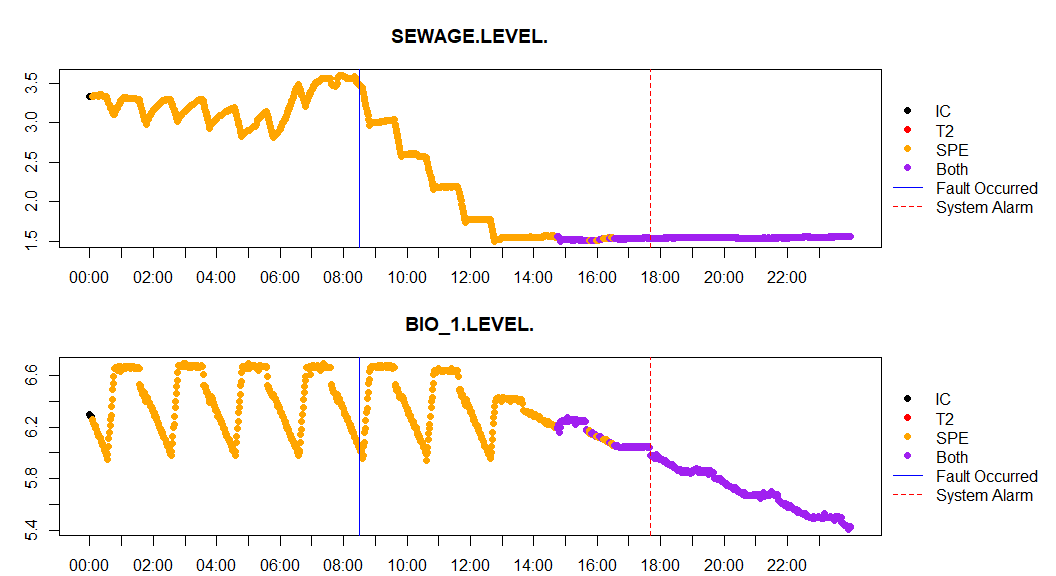 SEWAGE.LEVEL.
3.5
3.0
2.5
2.0
1.5
00:00 02:00 04:00 06:00 08:00 10:00 12:00 14:00 16:00 18:00 20:00 22:00
IC
T2
SPE
Both
Fault Occurred
System Alarm
BIO_1.LEVEL.
6.6
6.2
5.8
5.4
00:00 02:00 04:00 06:00 08:00 10:00 12:00 14:00 16:00 18:00 20:00 22:00
IC
T2
SPE
Both
Fault Occurred
System Alarm